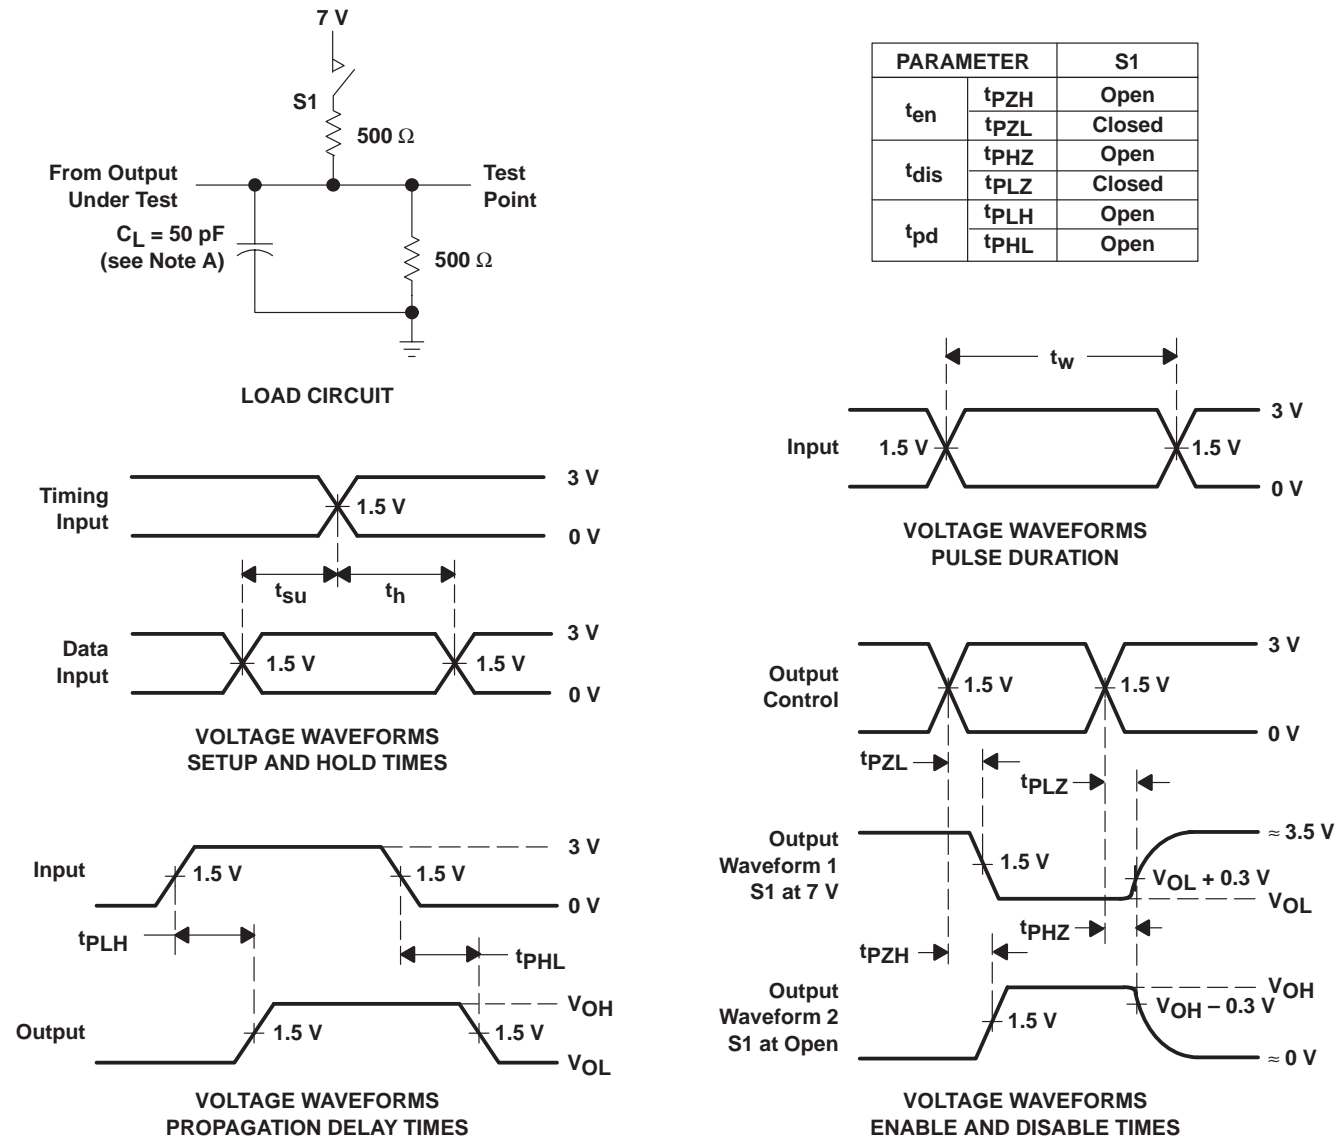 7 V
S1
500 Ω
From Output
Under Test
Test
Point
CL = 50 pF
(see Note A)
500 Ω
LOAD CIRCUIT
PARAMETER S1
ten tPZH Open
tPZL Closed
tdis tPHZ Open
tPLZ Closed
tpd tPLH Open
tPHL Open
tw
3 V
Input 1.5 V 1.5 V
0 V
VOLTAGE WAVEFORMS
PULSE DURATION
Timing
Input
3 V
1.5 V
0 V
tsu th
Data
Input
3 V
1.5 V 1.5 V
0 V
VOLTAGE WAVEFORMS
SETUP AND HOLD TIMES
Input
3 V
1.5 V 1.5 V
0 V
tPLH
tPHL
Output
VOH
1.5 V 1.5 V
VOL
VOLTAGE WAVEFORMS
PROPAGATION DELAY TIMES
Output
Control
3 V
1.5 V 1.5 V
0 V
tPZL
tPLZ
Output
Waveform 1
S1 at 7 V
≈ 3.5 V
1.5 V
VOL + 0.3 V
VOL
tPHZ
tPZH
Output
Waveform 2
S1 at Open
VOH
VOH – 0.3 V
1.5 V
≈ 0 V
VOLTAGE WAVEFORMS
ENABLE AND DISABLE TIMES